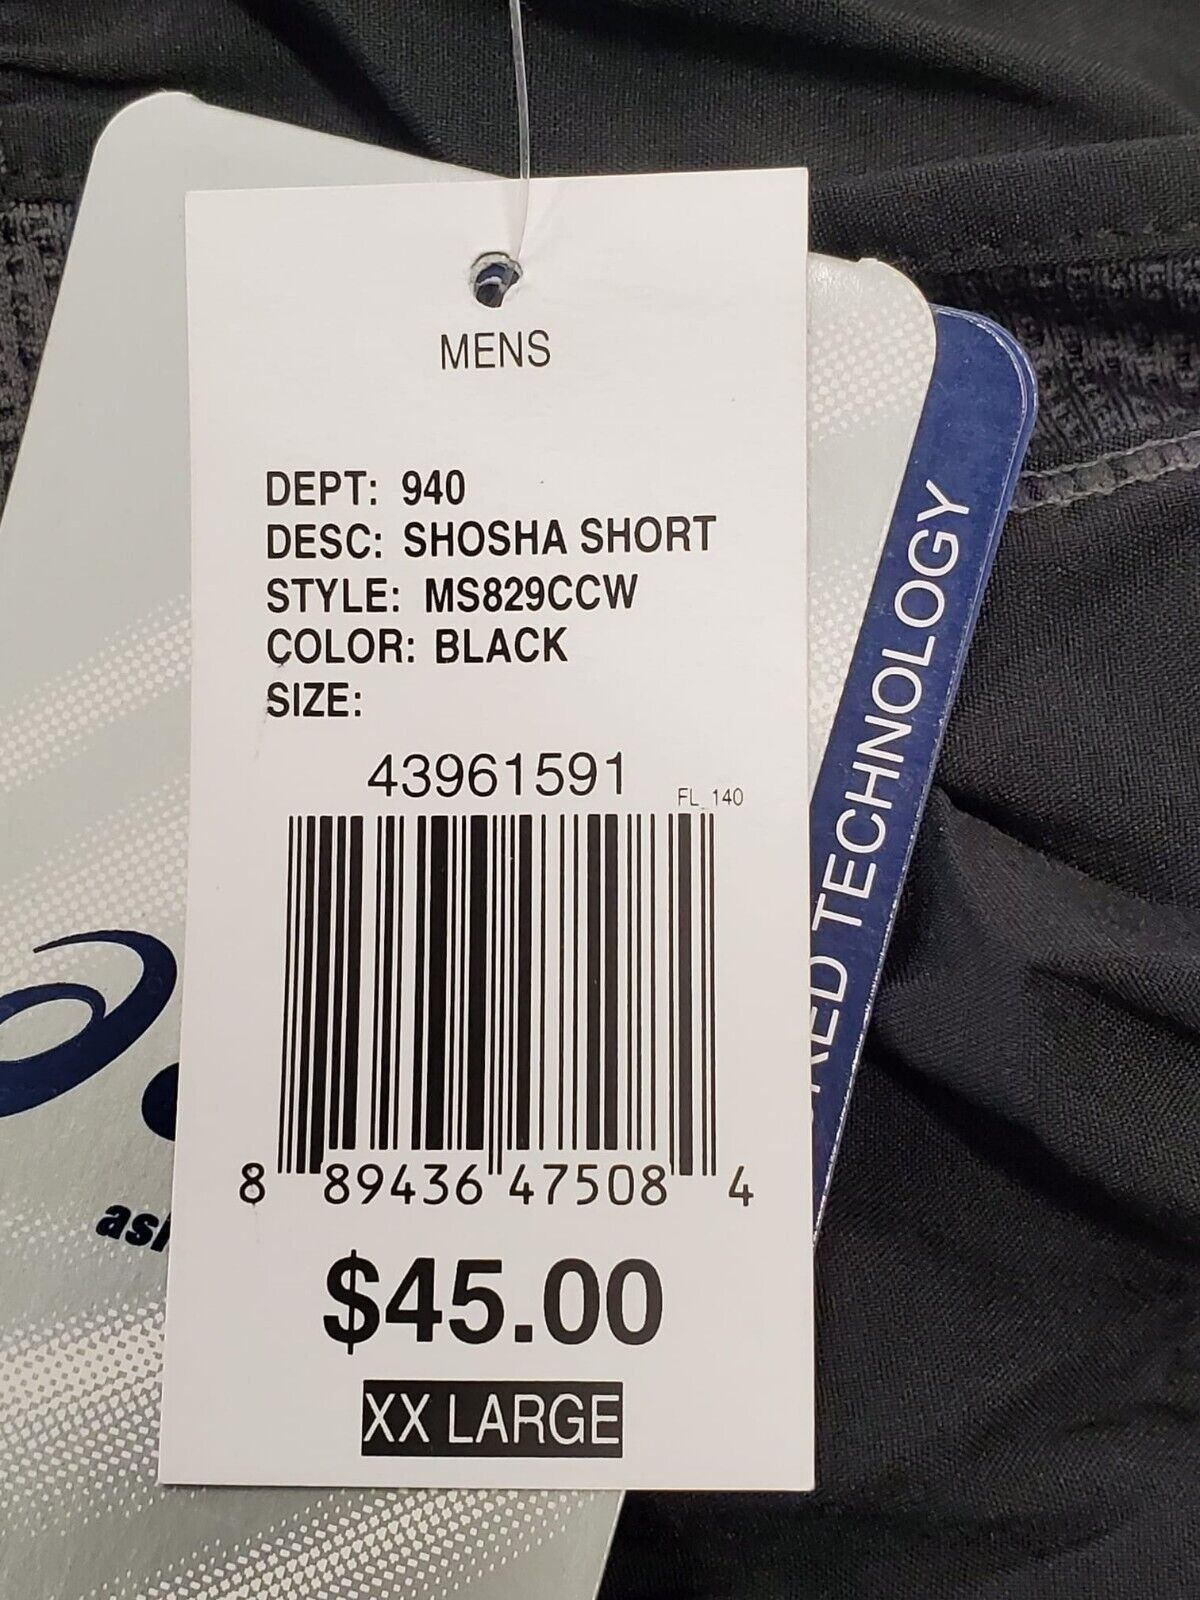 MENS
DEPT: 940
DESC: SHOSHA SHORT
STYLE: MS829CCW
COLOR: BLACK
SIZE:
43961591
FL_140
8 89436 47508 4
$45.00
XX LARGE
TECHNOLOGY